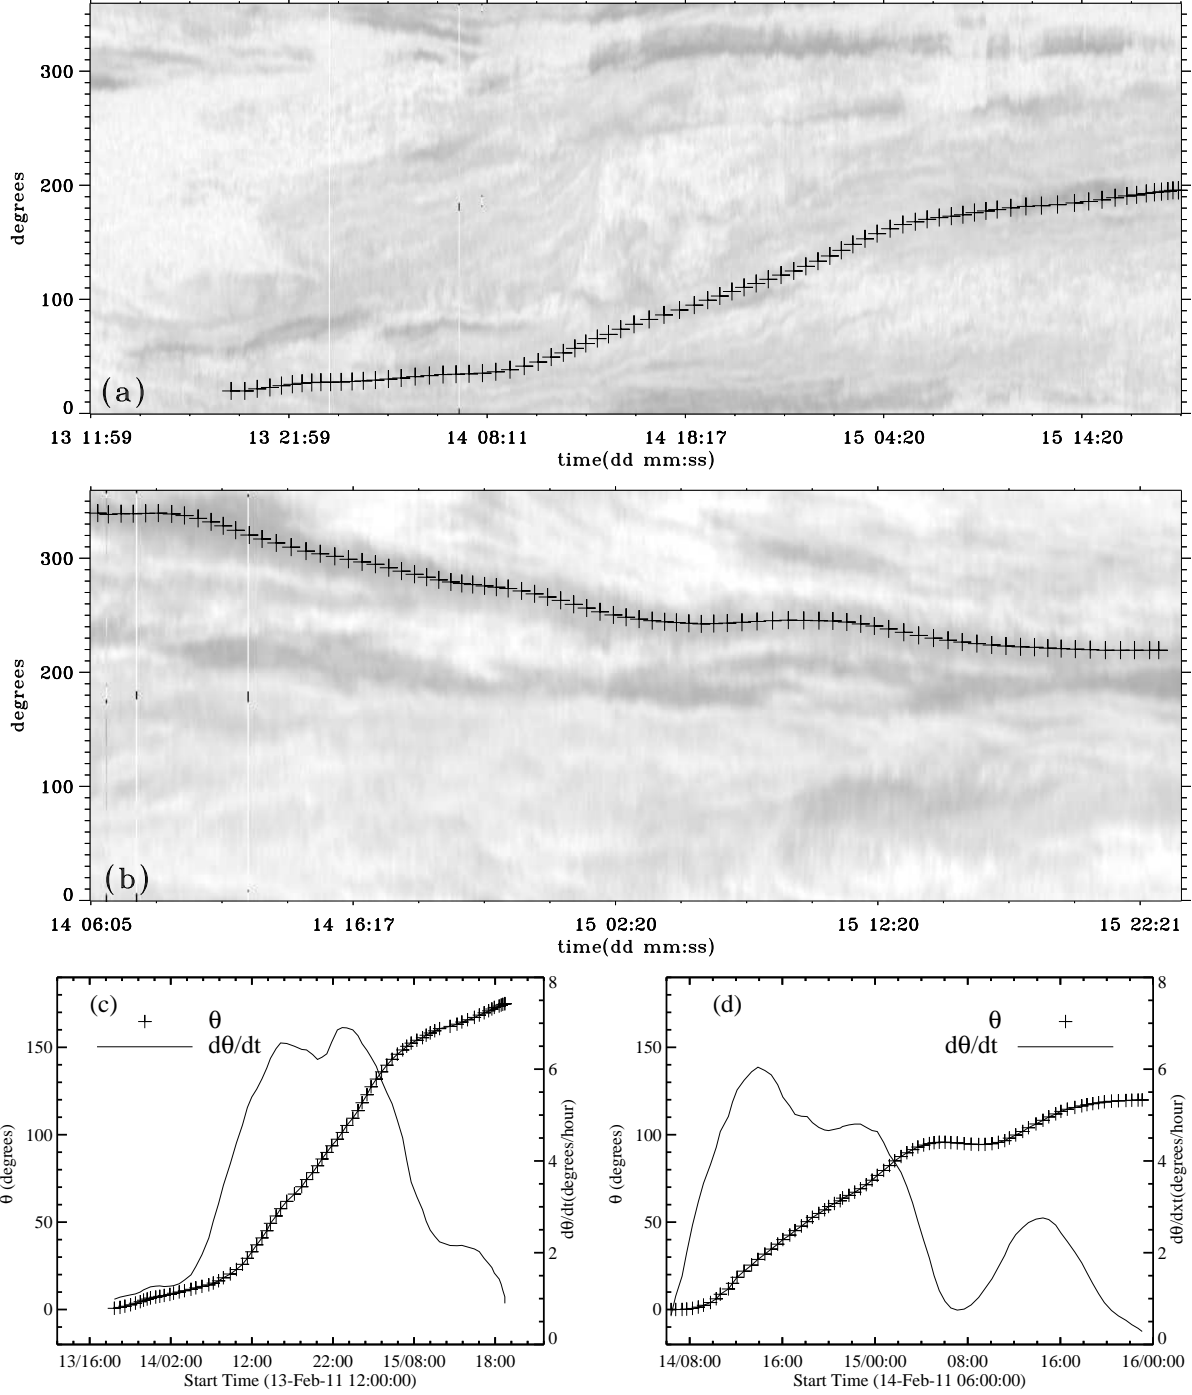 300
200
100
0
degrees
(a)
13 11:59 13 21:59 14 08:11 14 18:17 15 04:20 15 14:20
time(dd mm:ss)
300
200
100
0
degrees
(b)
14 06:05 14 16:17 15 02:20 15 12:20 15 22:21
time(dd mm:ss)
(c)
θ
dθ/dt
150
100
50
0
θ (degrees)
8
6
4
2
0
dθ/dt(degrees/hour)
13/16:00 14/02:00 12:00 22:00 15/08:00 18:00
Start Time (13-Feb-11 12:00:00)
(d)
θ
dθ/dt
150
100
50
0
θ (degrees)
8
6
4
2
0
dθ/dxt(degrees/hour)
14/08:00 16:00 15/00:00 08:00 16:00 16/00:00
Start Time (14-Feb-11 06:00:00)